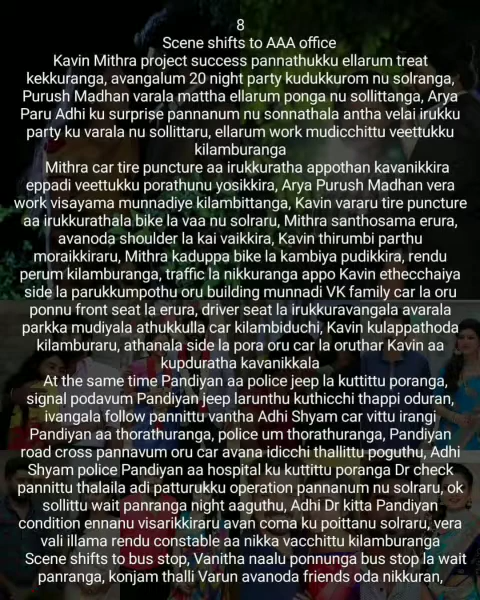 8
Scene shifts to AAA office
Kavin Mithra project success pannathukku ellarum treat
kekkuranga, avangalum 20 night party kudukkurom nu solranga,
Purush Madhan varala mattha ellarum ponga nu sollittanga, Arya
Paru Adhi ku surprise pannanum nu sonnathala antha velai irukku
party ku varala nu sollittaru, ellarum work mudicchittu veettukku
kilamburanga
Mithra car tire puncture aa irukkuratha appothan kavanikkira
eppadi veettukku porathunu yosikkira, Arya Purush Madhan vera
work visayama munnadiye kilambittanga, Kavin vararu tire puncture
aa irukkurathala bike la vaa nu solraru, Mithra santhosama erura,
avanoda shoulder la kai vaikkira, Kavin thirumbi parthu
moraikkiraru, Mithra kaduppa bike la kambiya pudikkira, rendu
perum kilamburanga, traffic la nikkuranga appo Kavin ethecchaiya
side la parukkumpothu oru building munnadi VK family car la oru
ponnu front seat la erura, driver seat la irukkuravangala avarala
parkka mudiyala athukkulla car kilambiduchi, Kavin kulappathoda
kilamburaru, athanala side la pora oru car la oruthar Kavin aa
kupduratha kavanikkala
At the same time Pandiyan aa police jeep la kuttittu poranga,
signal podavum Pandiyan jeep larunthu kuthicchi thappi oduran,
ivangala follow pannittu vantha Adhi Shyam car vittu irangi
Pandiyan aa thorathuranga, police um thorathuranga, Pandiyan
road cross pannavum oru car avana idicchi thallittu poguthu, Adhi
Shyam police Pandiyan aa hospital ku kuttittu poranga Dr check
pannittu thalaila adi patturukku operation pannanum nu solraru, ok
sollittu wait panranga night aaguthu, Adhi Dr kitta Pandiyan
condition ennanu visarikkiraru avan coma ku poittanu solraru, vera
vali illama rendu constable aa nikka vacchittu kilamburanga
Scene shifts to bus stop, Vanitha naalu ponnunga bus stop la wait
panranga, konjam thalli Varun avanoda friends oda nikkuran,